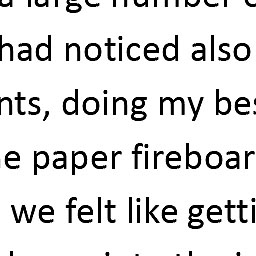 a large number
had noticed also
nts, doing my bes
e paper fireboar
we felt like getti